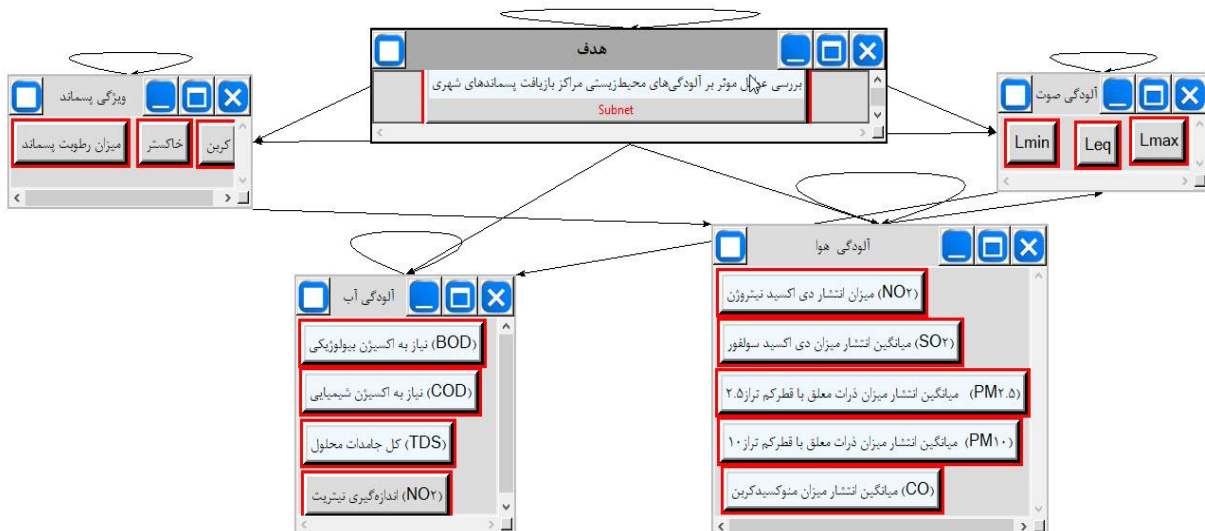 هدف
بررسی عوامل موثر بر آلودگی‌های محیط‌زیستی مراکز بازیافت پسماندهای شهری
Subnet
ویژگی پسماند
میزان رطوبت پسماند
خاکستر
کربن
آلودگی صوت
Lmin
Leq
Lmax
آلودگی آب
(BOD) نیاز به اکسیژن بیولوژیکی
(COD) نیاز به اکسیژن شیمیایی
(TDS) کل جامدات محلول
(NO۲) اندازه‌گیری نیتریت
آلودگی هوا
(NO۲) میزان انتشار دی اکسید نیتروژن
(SO۲) میانگین انتشار میزان دی اکسید سولفور
(PM۲.۵) میانگین انتشار میزان ذرات معلق با قطرکم تراز۲.۵
(PM۱۰) میانگین انتشار میزان ذرات معلق با قطرکم تراز۱۰
(CO) میانگین انتشار میزان منوکسیدکربن